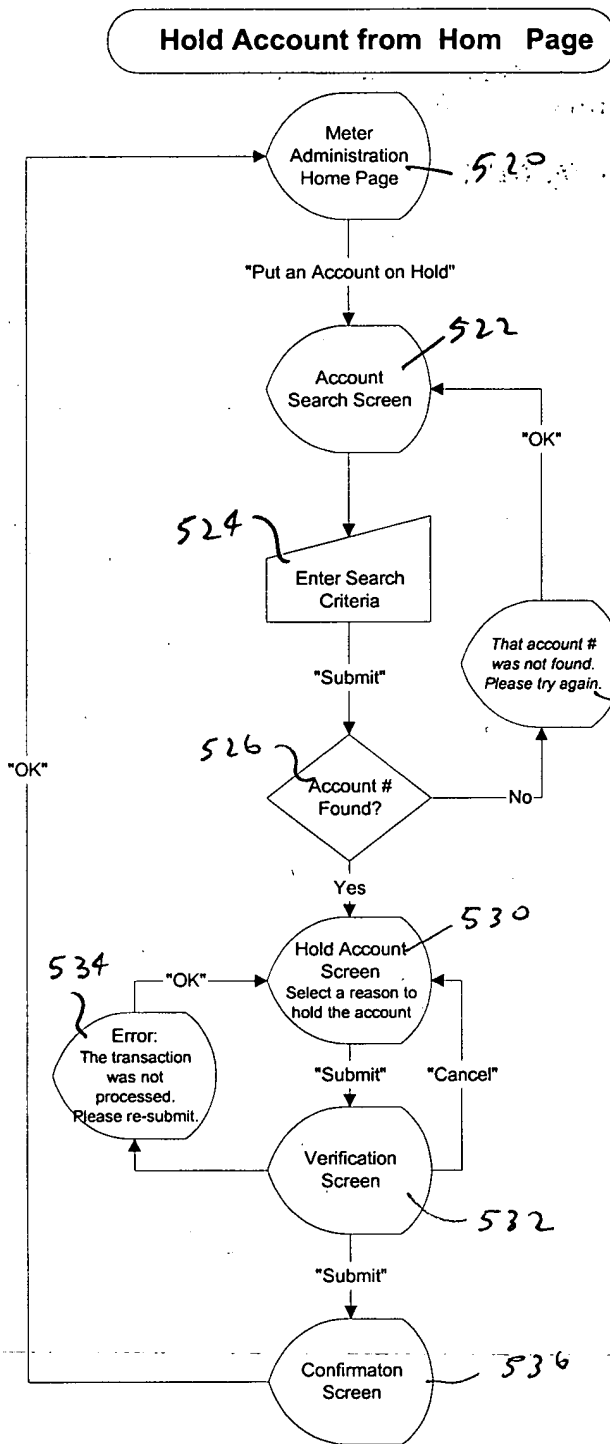 Hold Account from Hom Page
Meter
Administration
Home Page
520
"Put an Account on Hold"
522
Account
Search Screen
"OK"
524
Enter Search
Criteria
That account #
was not found.
Please try again.
"Submit"
526
"OK"
Account #
Found?
No
Yes
530
Hold Account
Screen
Select a reason to
hold the account
534
"OK"
Error:
The transaction
was not
processed.
Please re-submit.
"Submit"
"Cancel"
Verification
Screen
532
"Submit"
Confirmaton
Screen
536